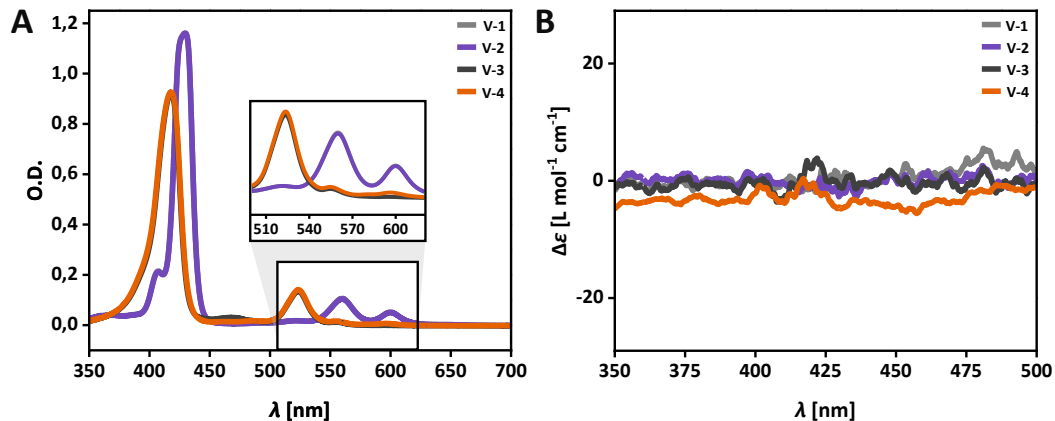 A
1,2
1,0
0,8
0,6
0,4
0,2
0,0
O.D.
V-1
V-2
V-3
V-4
510 540 570 600
350 400 450 500 550 600 650 700
λ [nm]
B
20
0
-20
Δε [L mol⁻¹ cm⁻¹]
V-1
V-2
V-3
V-4
350 375 400 425 450 475 500
λ [nm]